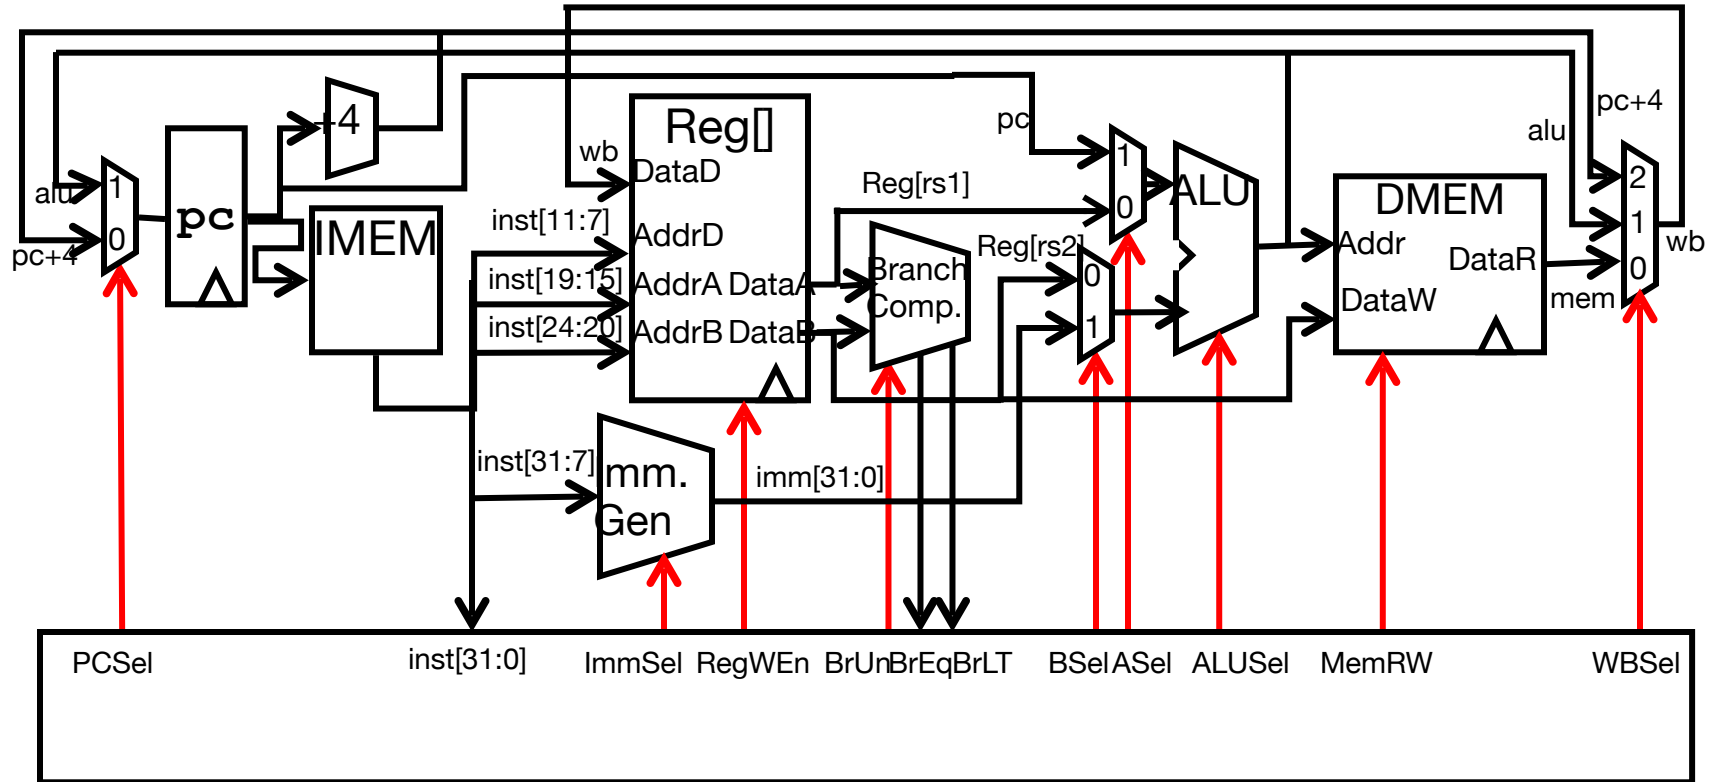 pc+4
alu
Reg[]
+4
pc
wb
DataD
1
alu
pc
0
pc+4
IMEM
inst[11:7]
AddrD
inst[19:15]
AddrA
DataA
inst[24:20]
AddrB
DataB
Reg[rs1]
Branch
Comp.
Reg[rs2]
1
0
0
1
ALU
DMEM
Addr
DataR
DataW
mem
2
1
0
wb
inst[31:7]
mm.
Gen
imm[31:0]
PCSel
inst[31:0]
ImmSel
RegWEn
BrUn
BrEq
BrLT
BSel
ASel
ALUSel
MemRW
WBSel